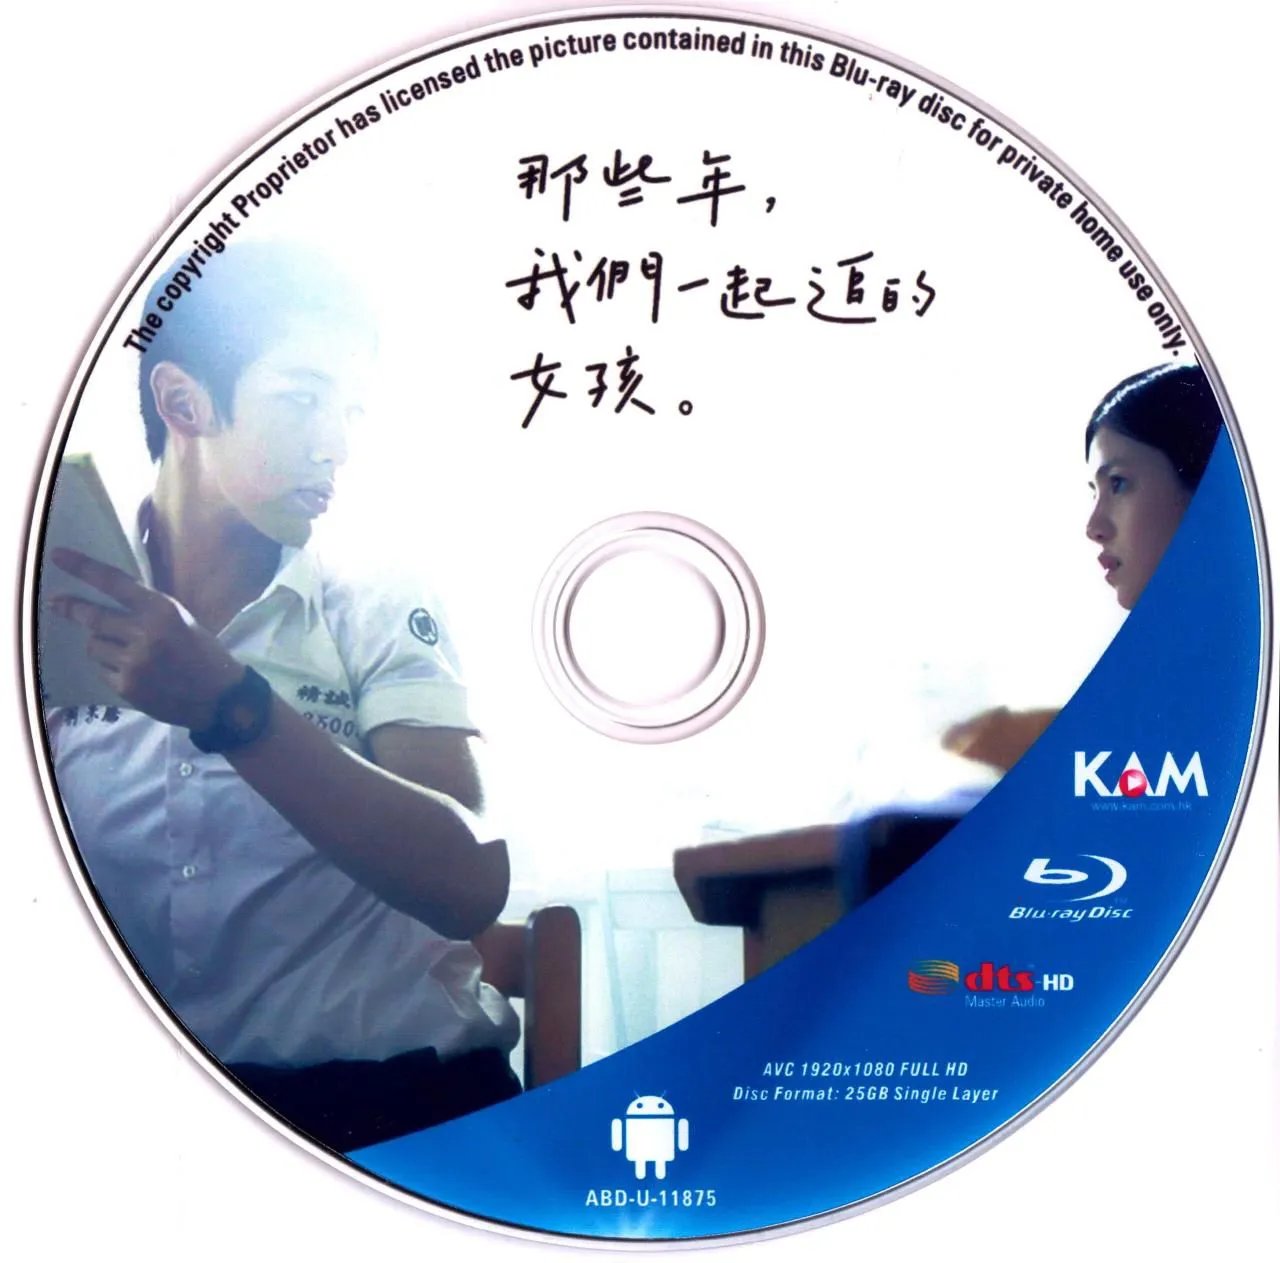 The copyright Proprietor has licensed the picture contained in this Blu-ray disc for private home use only.
那些年，
我們一起追的
女孩。
精誠
KAM
www.kam.com.hk
Blu-ray Disc
dts-HD
Master Audio
AVC 1920x1080 FULL HD
Disc Format: 25GB Single Layer
ABD-U-11875